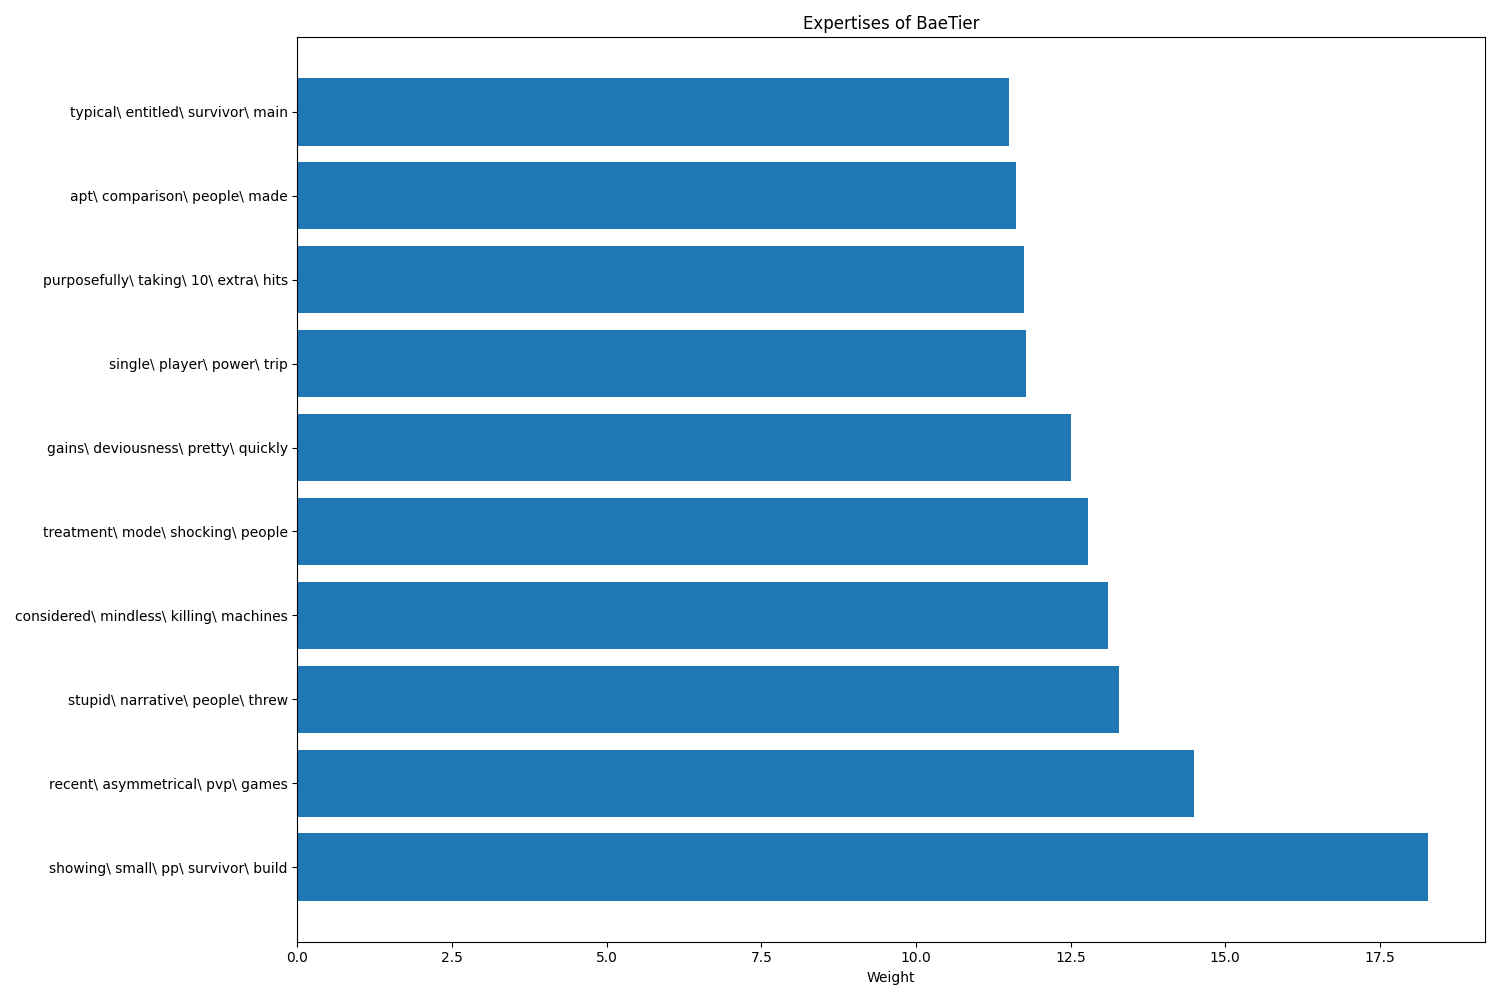 Expertises of BaeTier
typical\ entitled\ survivor\ main
apt\ comparison\ people\ made
purposefully\ taking\ 10\ extra\ hits
single\ player\ power\ trip
gains\ deviousness\ pretty\ quickly
treatment\ mode\ shocking\ people
considered\ mindless\ killing\ machines
stupid\ narrative\ people\ threw
recent\ asymmetrical\ pvp\ games
showing\ small\ pp\ survivor\ build
0.0 2.5 5.0 7.5 10.0 12.5 15.0 17.5
Weight